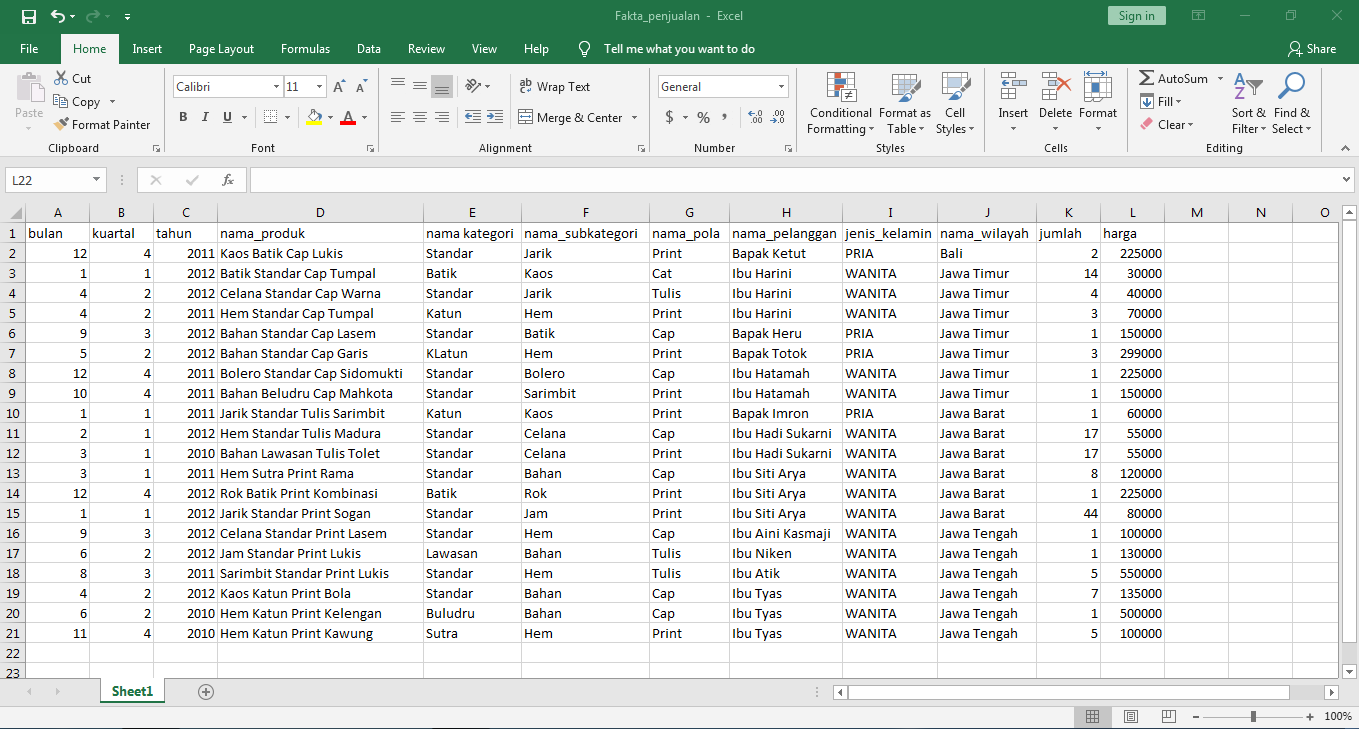 Fakta_penjualan - Excel
Sign in
File Home Insert Page Layout Formulas Data Review View Help Tell me what you want to do Share
Paste
Cut
Copy
Format Painter
Clipboard
Calibri 11 A A
B I U A
Font
ab Wrap Text
Merge & Center
Alignment
General
$ % , .00 .0
Number
Conditional Formatting
Format as Table
Cell Styles
Styles
Insert Delete Format
Cells
AutoSum
Fill
Clear
Sort & Filter
Find & Select
Editing
L22 fx
A B C D E F G H I J K L M N O
1 bulan kuartal tahun nama_produk nama kategori nama_subkategori nama_pola nama_pelanggan jenis_kelamin nama_wilayah jumlah harga
2 12 4 2011 Kaos Batik Cap Lukis Standar Jarik Print Bapak Ketut PRIA Bali 2 225000
3 1 1 2012 Batik Standar Cap Tumpal Batik Kaos Cat Ibu Harini WANITA Jawa Timur 14 30000
4 4 2 2012 Celana Standar Cap Warna Standar Jarik Tulis Ibu Harini WANITA Jawa Timur 4 40000
5 4 2 2011 Hem Standar Cap Tumpal Katun Hem Print Ibu Harini WANITA Jawa Timur 3 70000
6 9 3 2012 Bahan Standar Cap Lasem Standar Batik Cap Bapak Heru PRIA Jawa Timur 1 150000
7 5 2 2012 Bahan Standar Cap Garis KLatun Hem Print Bapak Totok PRIA Jawa Timur 3 299000
8 12 4 2011 Bolero Standar Cap Sidomukti Standar Bolero Cap Ibu Hatamah WANITA Jawa Timur 1 225000
9 10 4 2011 Bahan Beludru Cap Mahkota Standar Sarimbit Print Ibu Hatamah WANITA Jawa Timur 1 150000
10 1 1 2011 Jarik Standar Tulis Sarimbit Katun Kaos Print Bapak Imron PRIA Jawa Barat 1 60000
11 2 1 2012 Hem Standar Tulis Madura Standar Celana Cap Ibu Hadi Sukarni WANITA Jawa Barat 17 55000
12 3 1 2010 Bahan Lawasan Tulis Tolet Standar Celana Print Ibu Hadi Sukarni WANITA Jawa Barat 17 55000
13 3 1 2011 Hem Sutra Print Rama Standar Bahan Cap Ibu Siti Arya WANITA Jawa Barat 8 120000
14 12 4 2012 Rok Batik Print Kombinasi Batik Rok Print Ibu Siti Arya WANITA Jawa Barat 1 225000
15 1 1 2012 Jarik Standar Print Sogan Standar Jam Print Ibu Siti Arya WANITA Jawa Barat 44 80000
16 9 3 2012 Celana Standar Print Lasem Standar Hem Cap Ibu Aini Kasmaji WANITA Jawa Tengah 1 100000
17 6 2 2012 Jam Standar Print Lukis Lawasan Bahan Tulis Ibu Niken WANITA Jawa Tengah 1 130000
18 8 3 2011 Sarimbit Standar Print Lukis Standar Hem Tulis Ibu Atik WANITA Jawa Tengah 5 550000
19 4 2 2012 Kaos Katun Print Bola Standar Bahan Cap Ibu Tyas WANITA Jawa Tengah 7 135000
20 6 2 2010 Hem Katun Print Kelengan Buludru Bahan Cap Ibu Tyas WANITA Jawa Tengah 1 500000
21 11 4 2010 Hem Katun Print Kawung Sutra Hem Print Ibu Tyas WANITA Jawa Tengah 5 100000
22
23
Sheet1
100%